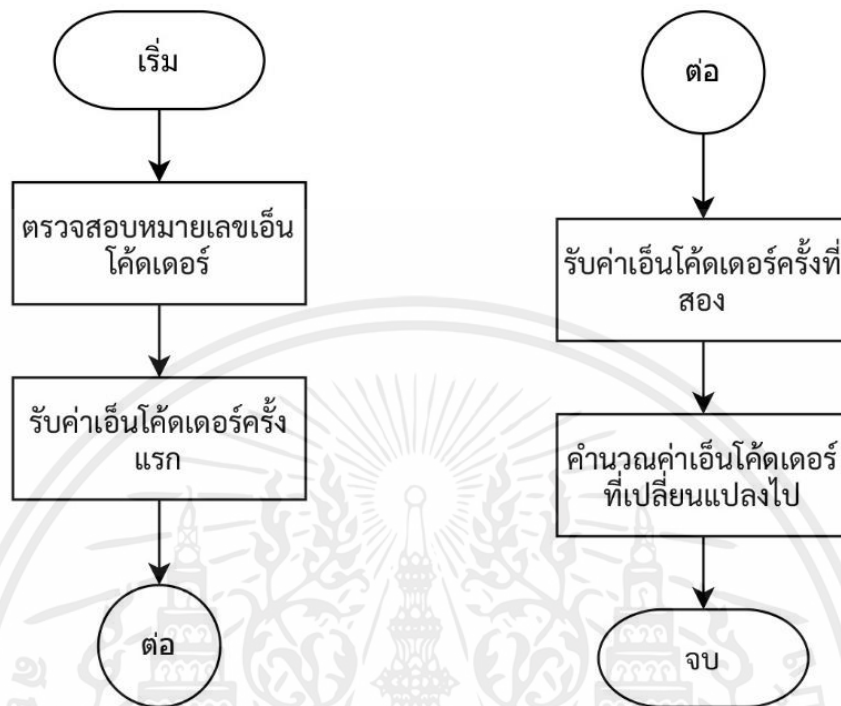 เริ่ม
ตรวจสอบหมายเลขเอ็น
โค้ดเดอร์
รับค่าเอ็นโค้ดเดอร์ครั้ง
แรก
ต่อ
ต่อ
รับค่าเอ็นโค้ดเดอร์ครั้งที่
สอง
คำนวณค่าเอ็นโค้ดเดอร์
ที่เปลี่ยนแปลงไป
จบ